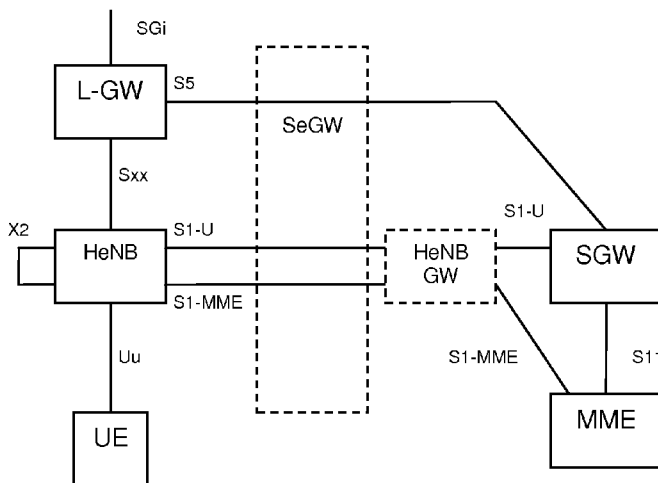 SGi
L-GW
S5
SeGW
Sxx
X2
HeNB
S1-U
S1-MME
HeNB
GW
S1-U
SGW
Uu
S1-MME
S11
UE
MME